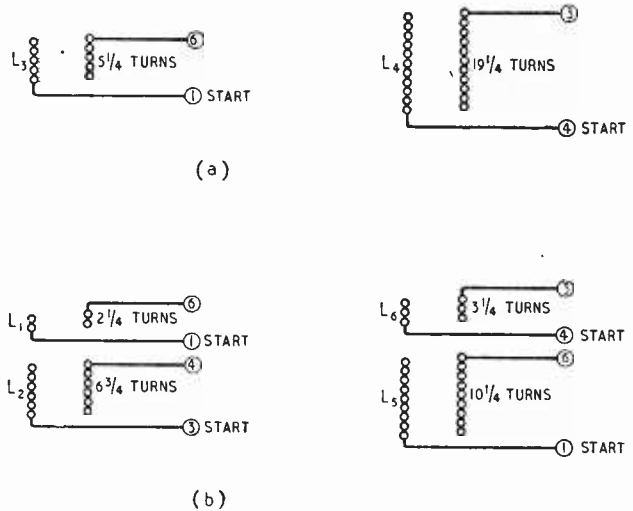 ③
⑥
L3
5 1/4 TURNS
L4
19 1/4 TURNS
① START
④ START
(a)
⑥
③
L1
2 1/4 TURNS
L6
3 1/4 TURNS
① START
④ START
④
⑥
L2
6 3/4 TURNS
L5
10 1/4 TURNS
③ START
① START
(b)